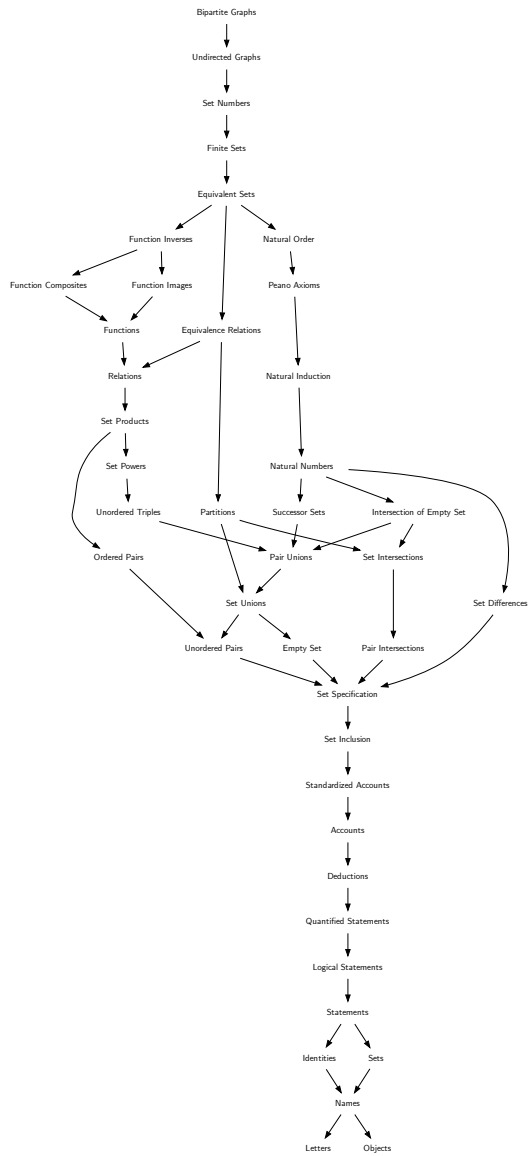 Bipartite Graphs
Undirected Graphs
Set Numbers
Finite Sets
Equivalent Sets
Function Inverses
Natural Order
Function Composites
Function Images
Peano Axioms
Functions
Equivalence Relations
Relations
Natural Induction
Set Products
Set Powers
Natural Numbers
Unordered Triples
Partitions
Successor Sets
Intersection of Empty Set
Ordered Pairs
Pair Unions
Set Intersections
Set Unions
Set Differences
Unordered Pairs
Empty Set
Pair Intersections
Set Specification
Set Inclusion
Standardized Accounts
Accounts
Deductions
Quantified Statements
Logical Statements
Statements
Identities
Sets
Names
Letters
Objects